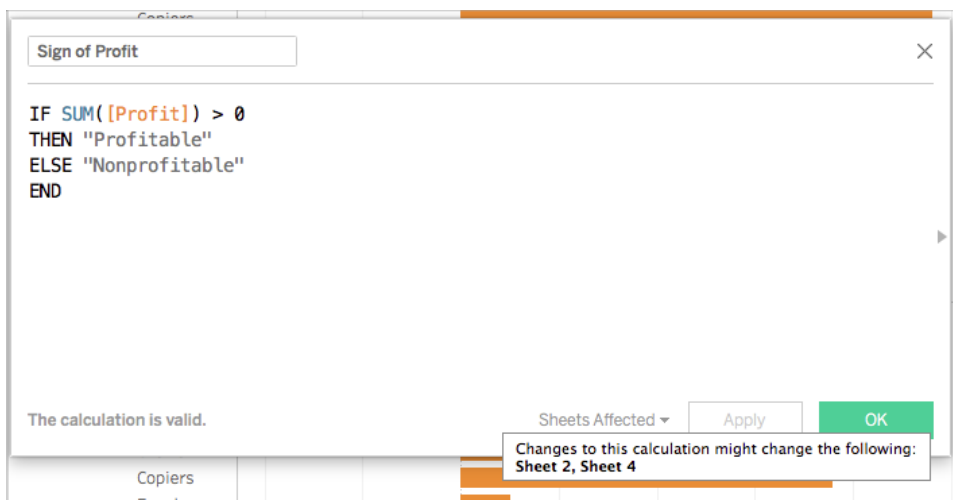 Copiers
Sign of Profit
IF SUM([Profit]) > 0
THEN "Profitable"
ELSE "Nonprofitable"
END
The calculation is valid.
Sheets Affected
Apply
OK
Changes to this calculation might change the following:
Sheet 2, Sheet 4
Copiers